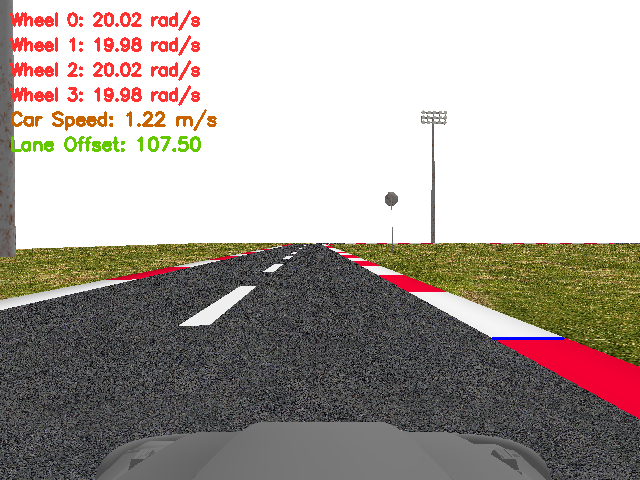 Wheel 0: 20.02 rad/s
Wheel 1: 19.98 rad/s
Wheel 2: 20.02 rad/s
Wheel 3: 19.98 rad/s
Car Speed: 1.22 m/s
Lane Offset: 107.50